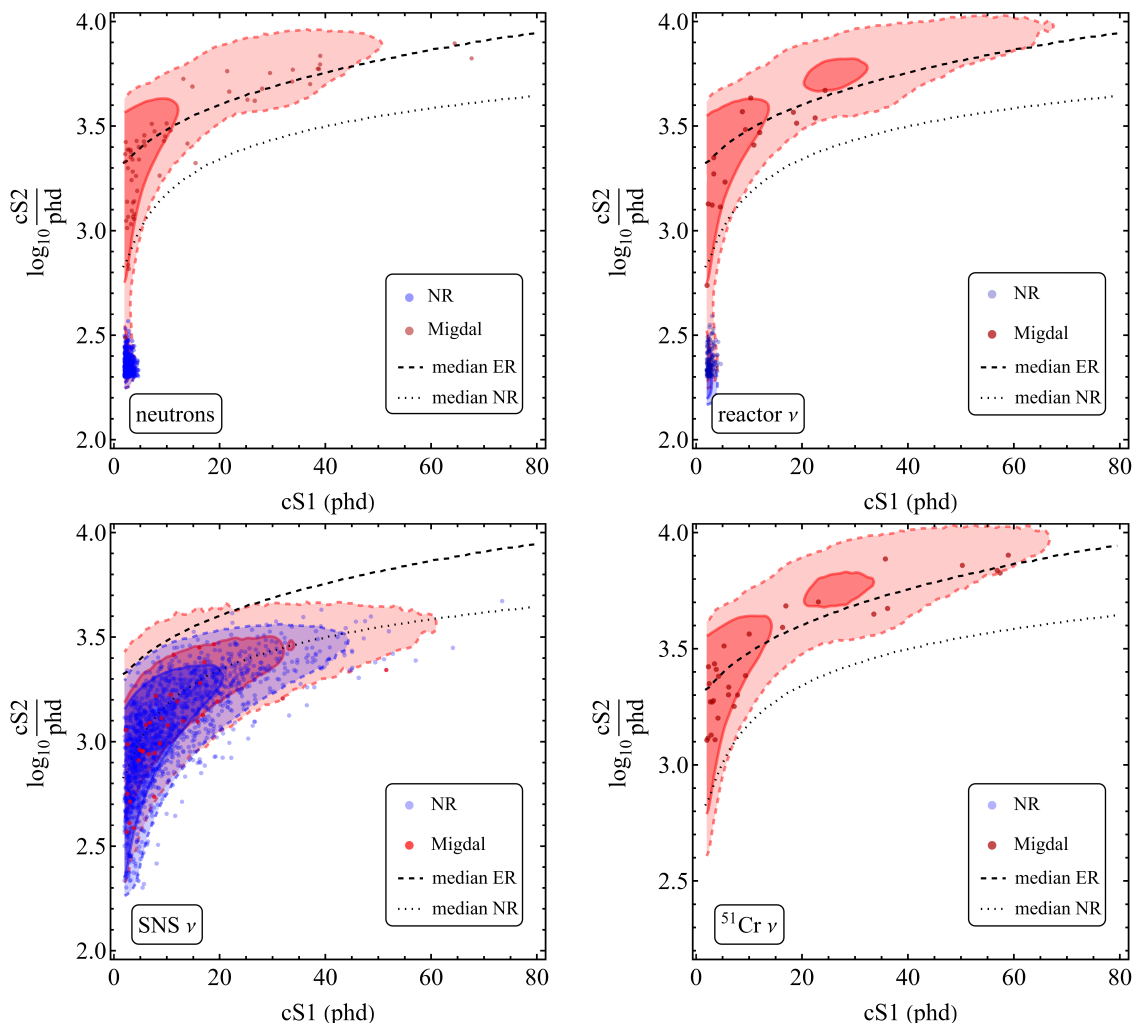 4.0
3.5
3.0
2.5
2.0
log10 cS2/phd
0 20 40 60 80
cS1 (phd)
NR
Migdal
median ER
median NR
neutrons
4.0
3.5
3.0
2.5
2.0
log10 cS2/phd
0 20 40 60 80
cS1 (phd)
NR
Migdal
median ER
median NR
reactor ν
4.0
3.5
3.0
2.5
2.0
log10 cS2/phd
0 20 40 60 80
cS1 (phd)
NR
Migdal
median ER
median NR
SNS ν
4.0
3.5
3.0
2.5
log10 cS2/phd
0 20 40 60 80
cS1 (phd)
NR
Migdal
median ER
median NR
51Cr ν